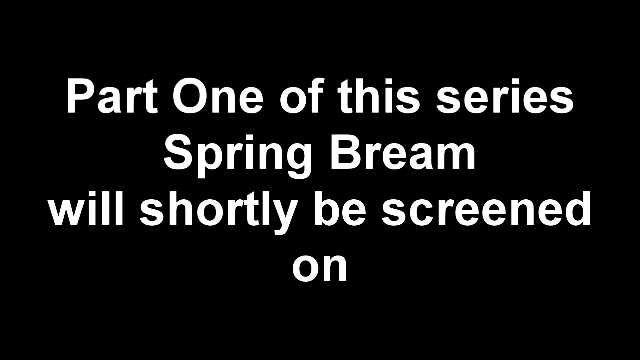 Part One of this series
Spring Bream
will shortly be screened
on